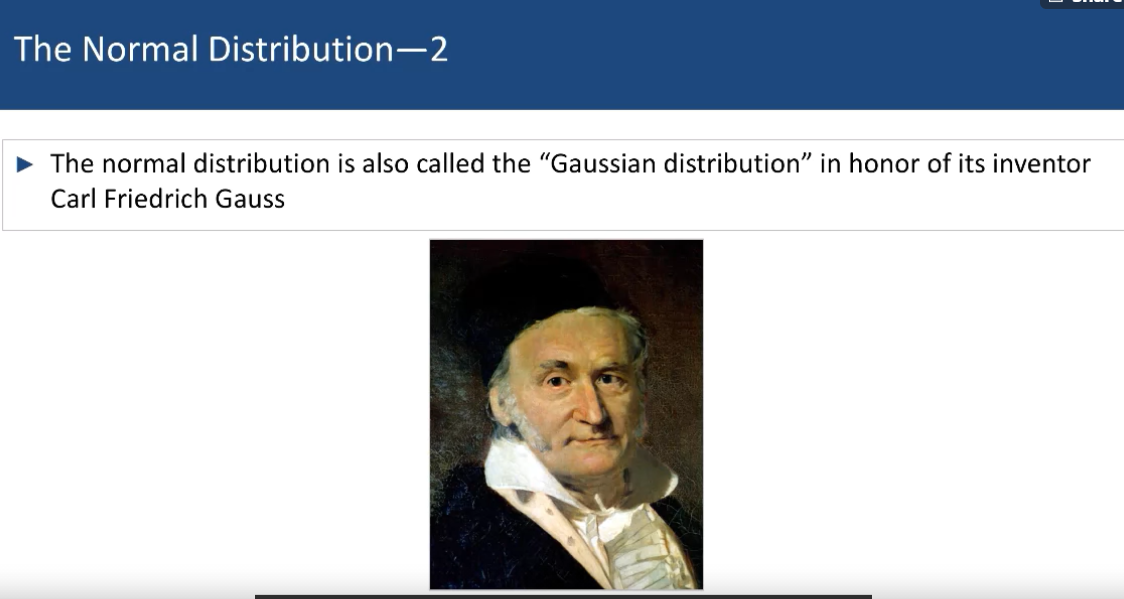 The Normal Distribution—2
The normal distribution is also called the “Gaussian distribution” in honor of its inventor
Carl Friedrich Gauss